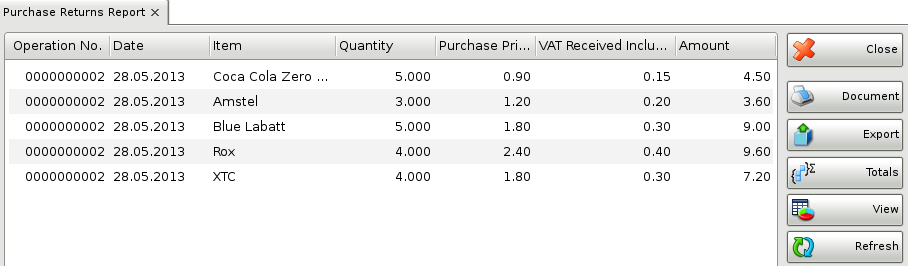 Purchase Returns Report ×
Operation No. Date Item Quantity Purchase Pri... VAT Received Inclu... Amount
0000000002 28.05.2013 Coca Cola Zero ... 5.000 0.90 0.15 4.50
0000000002 28.05.2013 Amstel 3.000 1.20 0.20 3.60
0000000002 28.05.2013 Blue Labatt 5.000 1.80 0.30 9.00
0000000002 28.05.2013 Rox 4.000 2.40 0.40 9.60
0000000002 28.05.2013 XTC 4.000 1.80 0.30 7.20
Close
Document
Export
Totals
View
Refresh